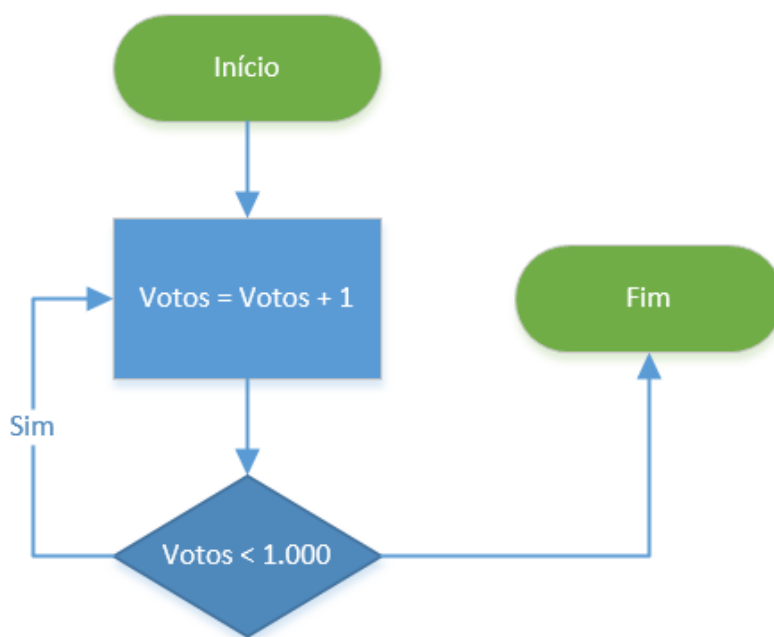 Início
Votos = Votos + 1
Fim
Sim
Votos < 1.000